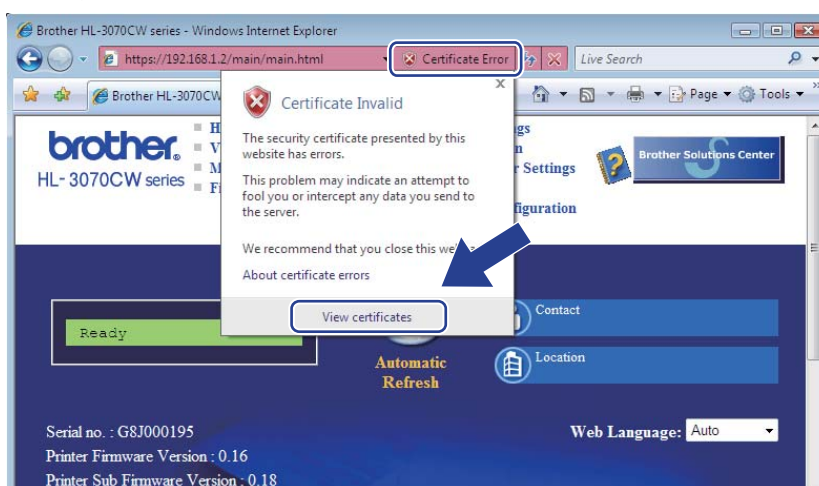 Brother HL-3070CW series - Windows Internet Explorer
https://192.168.1.2/main/main.html
Certificate Error
Live Search
Brother HL-3070CW
Page
Tools
Certificate Invalid
The security certificate presented by this
website has errors.
This problem may indicate an attempt to
fool you or intercept any data you send to
the server.
We recommend that you close this
About certificate errors
View certificates
brother
HL-3070CW series
H
V
M
Fi
gs
n
r Settings
figuration
Brother Solutions Center
Ready
Automatic
Refresh
Contact
Location
Serial no. : G8J000195
Printer Firmware Version : 0.16
Printer Sub Firmware Version : 0.18
Web Language: Auto